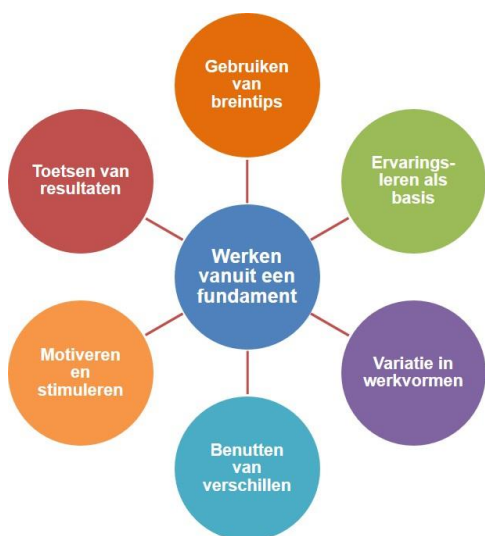 Gebruiken
van
breintips
Ervarings-
leren als
basis
Variatie in
werkvormen
Benutten
van
verschillen
Motiveren
en
stimuleren
Toetsen van
resultaten
Werken
vanuit een
fundament